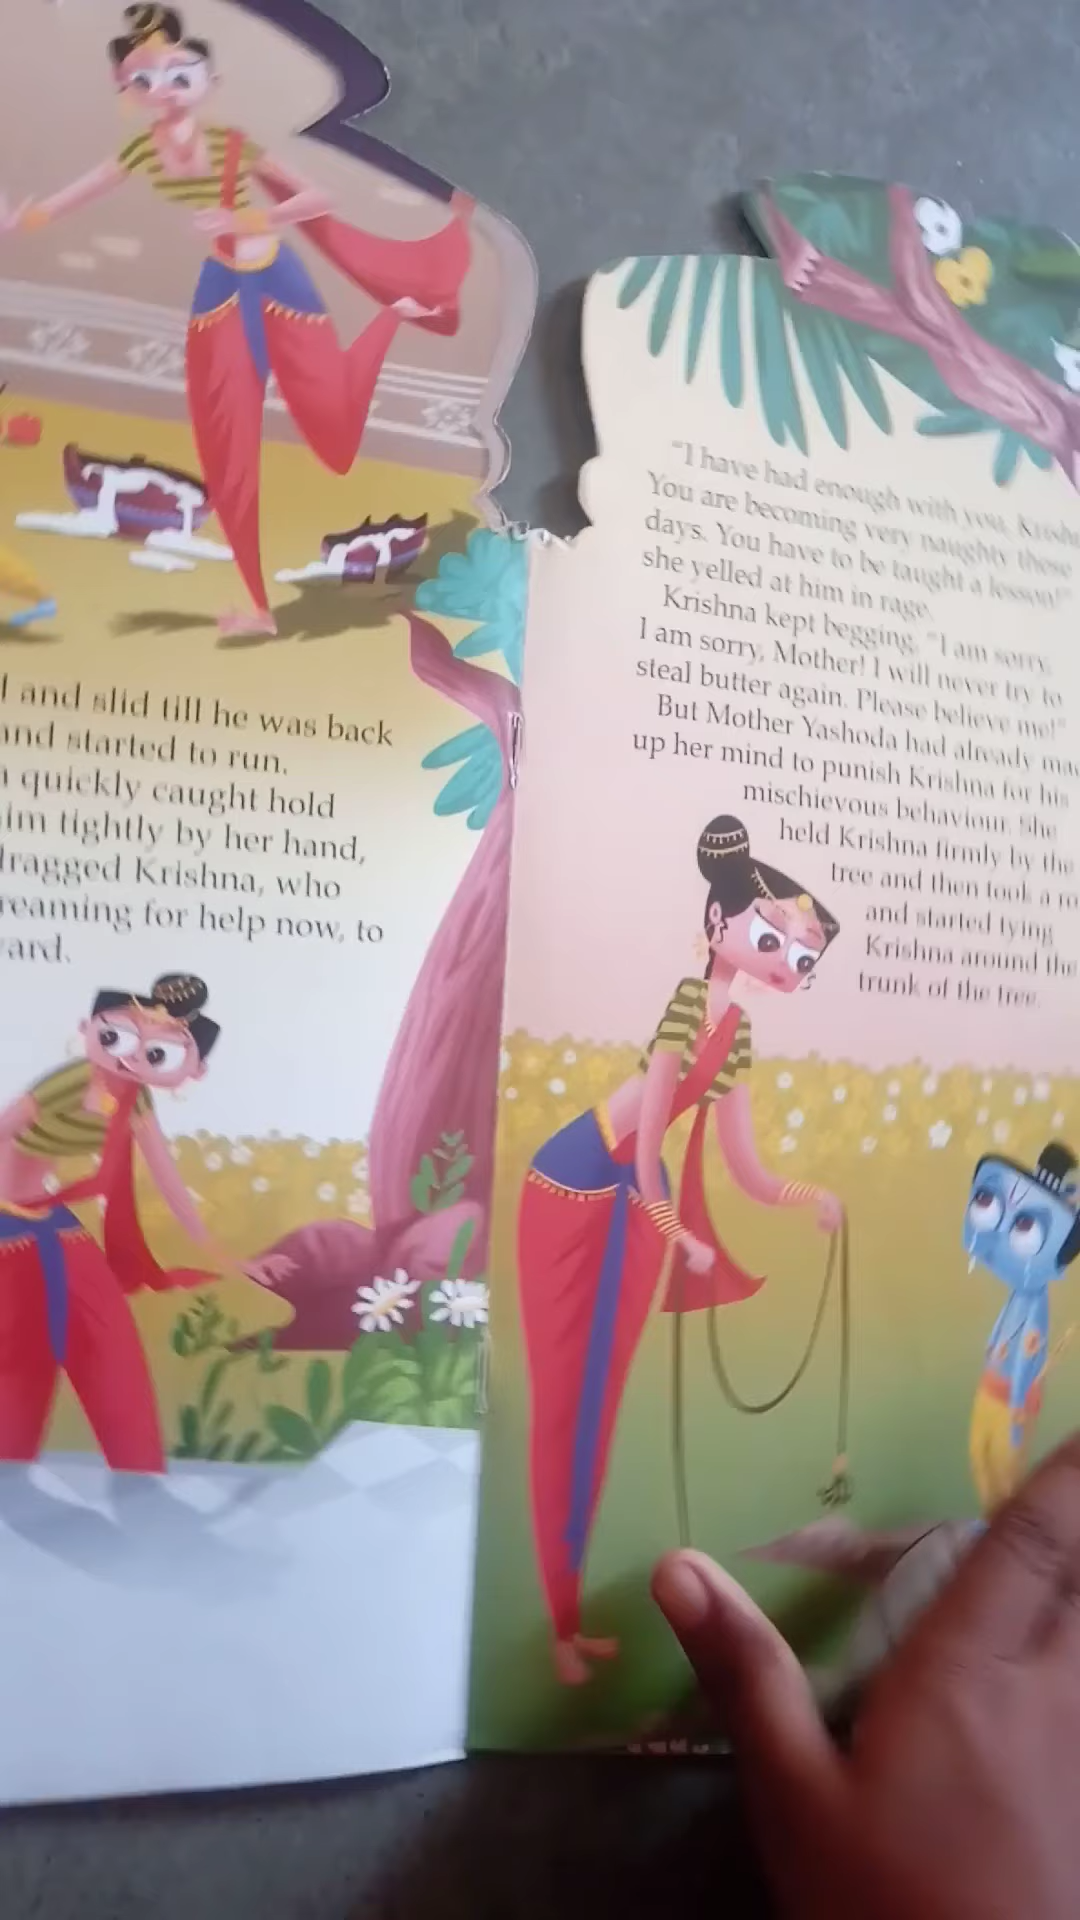 l and slid till he was back
and started to run.
quickly caught hold
im tightly by her hand,
dragged Krishna, who
reaming for help now, to
ard.
"I have had enough with you, Krishn
You are becoming very naughty these
days. You have to be taught a lesson!"
she yelled at him in rage.
Krishna kept begging, "I am sorry,
I am sorry, Mother! I will never try to
steal butter again. Please believe me!"
But Mother Yashoda had already mad
up her mind to punish Krishna for his
mischievous behaviour. She
held Krishna firmly by the
tree and then took a ro
and started tying
Krishna around the
trunk of the tree.